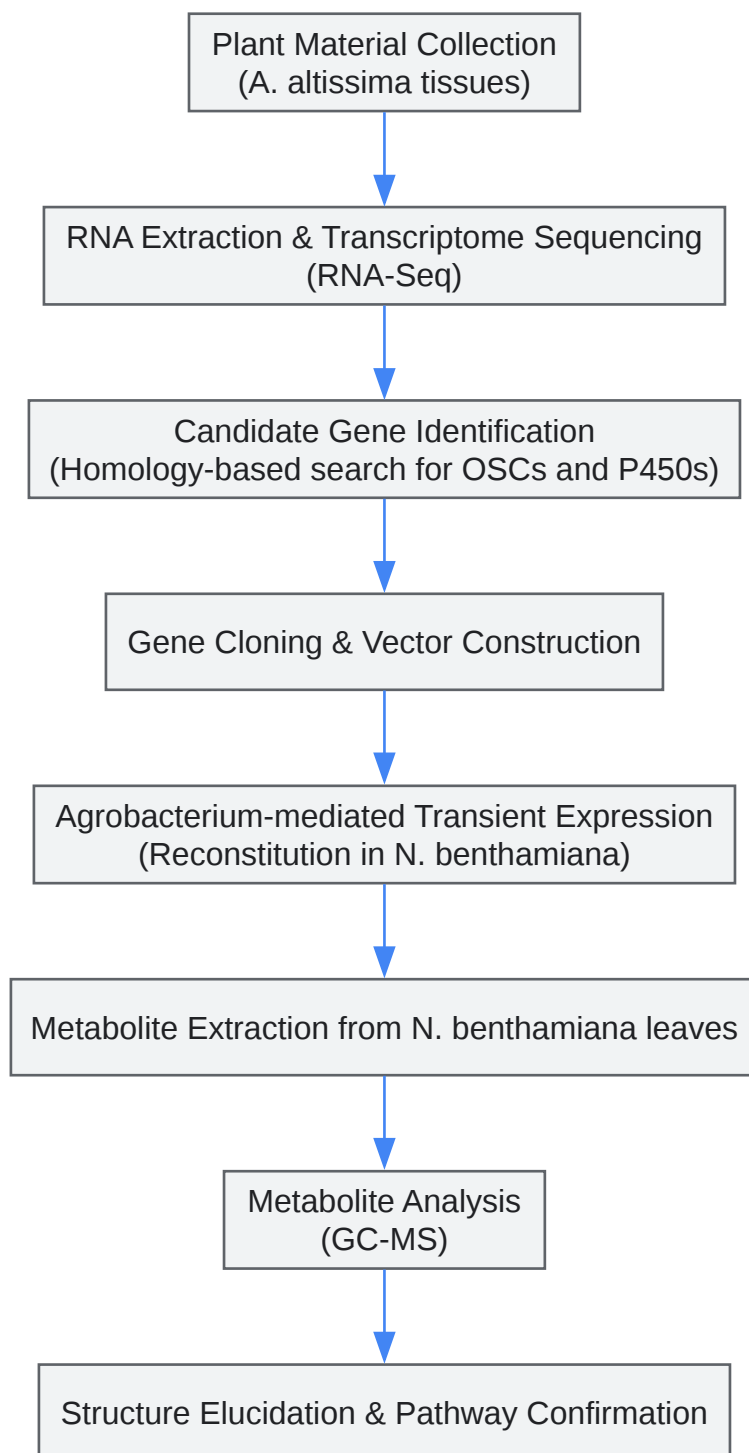 Plant Material Collection
(A. altissima tissues)
RNA Extraction & Transcriptome Sequencing
(RNA-Seq)
Candidate Gene Identification
(Homology-based search for OSCs and P450s)
Gene Cloning & Vector Construction
Agrobacterium-mediated Transient Expression
(Reconstitution in N. benthamiana)
Metabolite Extraction from N. benthamiana leaves
Metabolite Analysis
(GC-MS)
Structure Elucidation & Pathway Confirmation